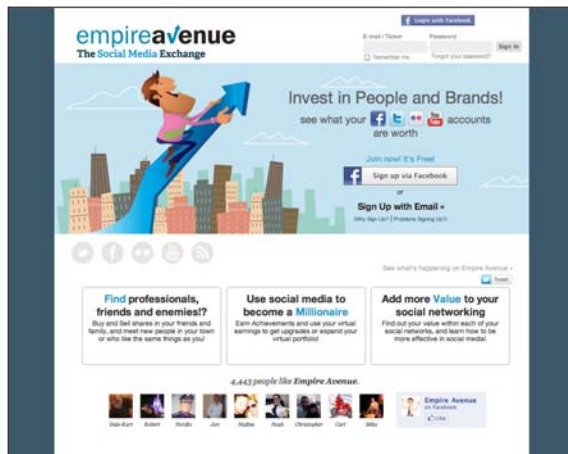 Login with Facebook
empireavenue
The Social Media Exchange
E-mail / Ticker
Password
Sign In
Remember me
Forgot your password?
Invest in People and Brands!
see what your accounts
are worth
Join now! It's Free!
Sign up via Facebook
or
Sign Up with Email »
(Why Sign Up? | Problems Signing Up?)
See what's happening on Empire Avenue »
Tweet
Find professionals,
friends and enemies!?
Buy and Sell shares in your friends and
family, and meet new people in your town
or who like the same things as you!
Use social media to
become a Millionaire
Earn Achievements and use your virtual
earnings to get upgrades or expand your
virtual portfolio!
Add more Value to your
social networking
Find out your value within each of your
social networks, and learn how to be
more effective in social media!
4,443 people like Empire Avenue.
Dala-Kurt Robert Nordin Jan Nadine Noah Christopher Curt Mike
Empire Avenue
on Facebook
Like